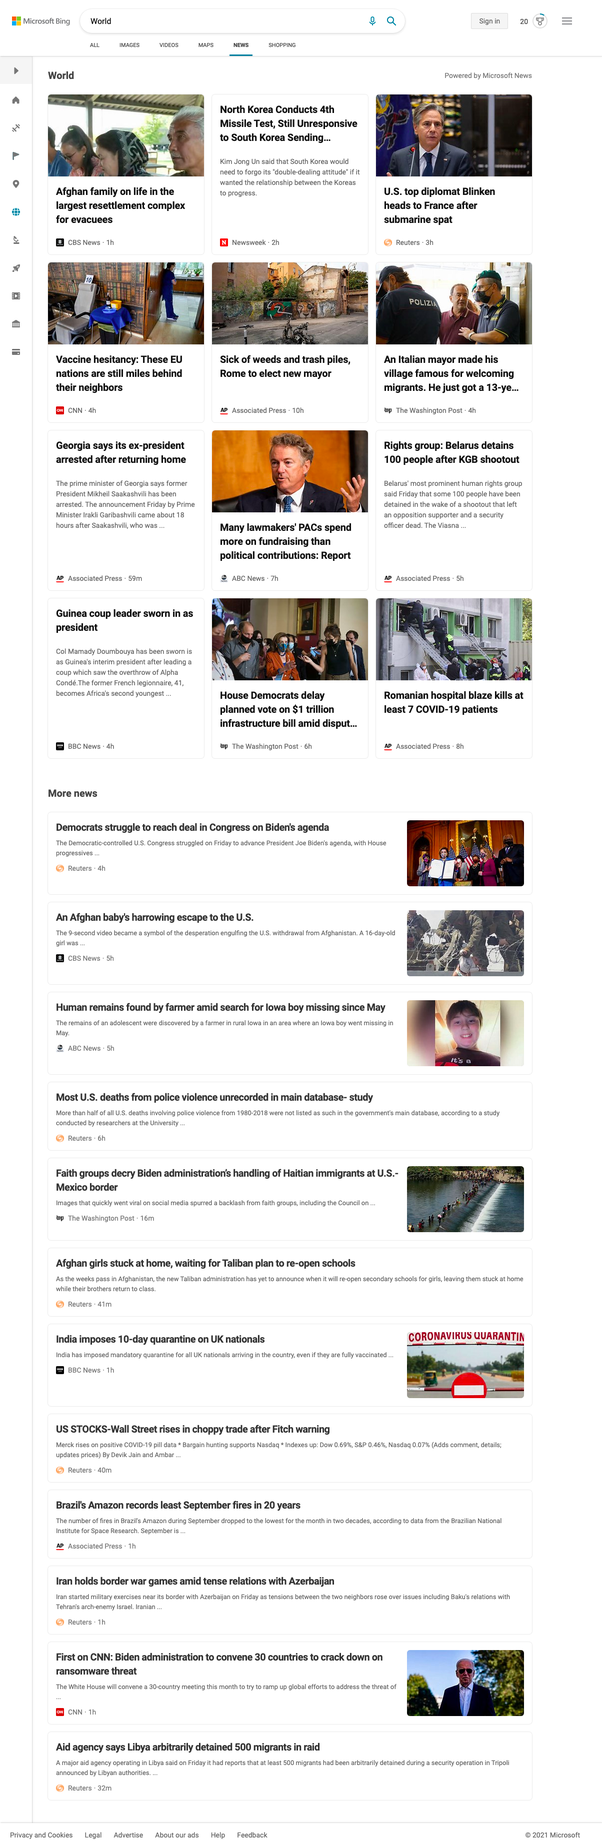 Microsoft Bing
World
Sign in
20
ALL
IMAGES
VIDEOS
MAPS
NEWS
SHOPPING
World
Powered by Microsoft News
Afghan family on life in the
largest resettlement complex
for evacuees
CBS News · 1h
North Korea Conducts 4th
Missile Test, Still Unresponsive
to South Korea Sending...
Kim Jong Un said that South Korea would
need to forgo its "double-dealing attitude" if it
wanted the relationship between the Koreas
to progress.
Newsweek · 2h
U.S. top diplomat Blinken
heads to France after
submarine spat
Reuters · 3h
Vaccine hesitancy: These EU
nations are still miles behind
their neighbors
CNN · 4h
Sick of weeds and trash piles,
Rome to elect new mayor
AP
Associated Press · 10h
POLIZIA
An Italian mayor made his
village famous for welcoming
migrants. He just got a 13-ye...
wp
The Washington Post · 4h
Georgia says its ex-president
arrested after returning home
The prime minister of Georgia says former
President Mikheil Saakashvili has been
arrested. The announcement Friday by Prime
Minister Irakli Garibashvili came about 18
hours after Saakashvili, who was ...
AP
Associated Press · 59m
Many lawmakers' PACs spend
more on fundraising than
political contributions: Report
ABC News · 7h
Rights group: Belarus detains
100 people after KGB shootout
Belarus' most prominent human rights group
said Friday that some 100 people have been
detained in the wake of a shootout that left
an opposition supporter and a security
officer dead. The Viasna ...
AP
Associated Press · 5h
Guinea coup leader sworn in as
president
Col Mamady Doumbouya has been sworn is
as Guinea's interim president after leading a
coup which saw the overthrow of Alpha
Condé.The former French legionnaire, 41,
becomes Africa's second youngest ...
BBC News · 4h
House Democrats delay
planned vote on $1 trillion
infrastructure bill amid disput...
wp
The Washington Post · 6h
Romanian hospital blaze kills at
least 7 COVID-19 patients
AP
Associated Press · 8h
More news
Democrats struggle to reach deal in Congress on Biden's agenda
The Democratic-controlled U.S. Congress struggled on Friday to advance President Joe Biden's agenda, with House
progressives ...
Reuters · 4h
An Afghan baby's harrowing escape to the U.S.
The 9-second video became a symbol of the desperation engulfing the U.S. withdrawal from Afghanistan. A 16-day-old
girl was ...
CBS News · 5h
Human remains found by farmer amid search for Iowa boy missing since May
The remains of an adolescent were discovered by a farmer in rural Iowa in an area where an Iowa boy went missing in
May.
ABC News · 5h
It's a
Most U.S. deaths from police violence unrecorded in main database- study
More than half of all U.S. deaths involving police violence from 1980-2018 were not listed as such in the government's main database, according to a study
conducted by researchers at the University ...
Reuters · 6h
Faith groups decry Biden administration's handling of Haitian immigrants at U.S.-
Mexico border
Images that quickly went viral on social media spurred a backlash from faith groups, including the Council on ...
wp
The Washington Post · 16m
Afghan girls stuck at home, waiting for Taliban plan to re-open schools
As the weeks pass in Afghanistan, the new Taliban administration has yet to announce when it will re-open secondary schools for girls, leaving them stuck at home
while their brothers return to class.
Reuters · 41m
India imposes 10-day quarantine on UK nationals
India has imposed mandatory quarantine for all UK nationals arriving in the country, even if they are fully vaccinated ...
BBC News · 1h
CORONAVIRUS QUARANTIN
US STOCKS-Wall Street rises in choppy trade after Fitch warning
Merck rises on positive COVID-19 pill data * Bargain hunting supports Nasdaq * Indexes up: Dow 0.69%, S&P 0.46%, Nasdaq 0.07% (Adds comment, details;
updates prices) By Devik Jain and Ambar ...
Reuters · 40m
Brazil's Amazon records least September fires in 20 years
The number of fires in Brazil's Amazon during September dropped to the lowest for the month in two decades, according to data from the Brazilian National
Institute for Space Research. September is ...
AP
Associated Press · 1h
Iran holds border war games amid tense relations with Azerbaijan
Iran started military exercises near its border with Azerbaijan on Friday as tensions between the two neighbors rose over issues including Baku's relations with
Tehran's arch-enemy Israel. Iranian ...
Reuters · 1h
First on CNN: Biden administration to convene 30 countries to crack down on
ransomware threat
The White House will convene a 30-country meeting this month to try to ramp up global efforts to address the threat of
...
CNN · 1h
Aid agency says Libya arbitrarily detained 500 migrants in raid
A major aid agency operating in Libya said on Friday it had reports that at least 500 migrants had been arbitrarily detained during a security operation in Tripoli
announced by Libyan authorities. ...
Reuters · 32m
Privacy and Cookies
Legal
Advertise
About our ads
Help
Feedback
© 2021 Microsoft